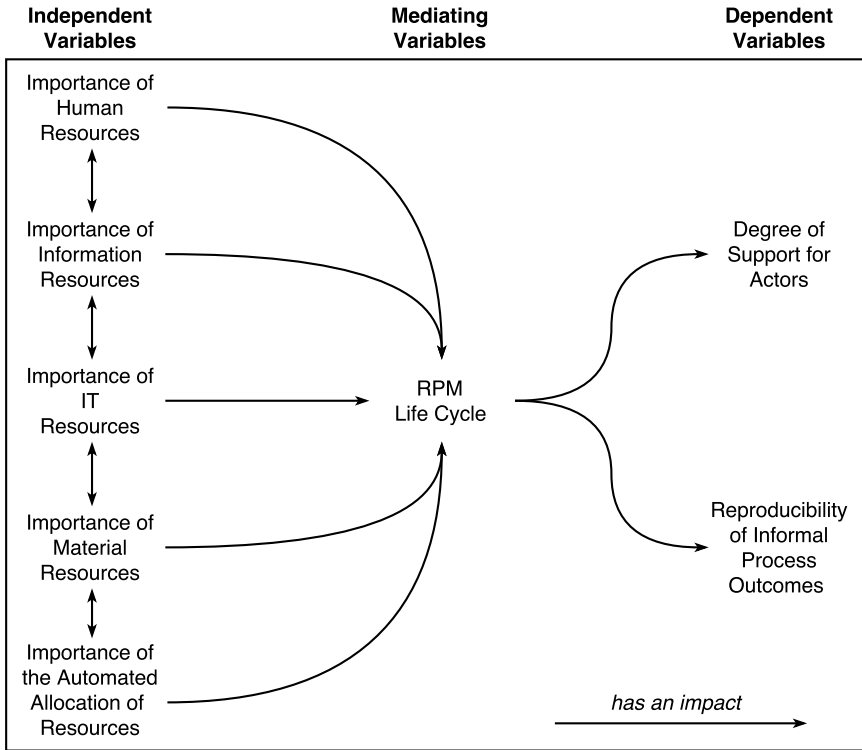 Independent
Variables
Mediating
Variables
Dependent
Variables
Importance of
Human
Resources
Importance of
Information
Resources
Importance of
IT
Resources
Importance of
Material
Resources
Importance of
the Automated
Allocation of
Resources
RPM
Life Cycle
Degree of
Support for
Actors
Reproducibility
of Informal
Process
Outcomes
has an impact